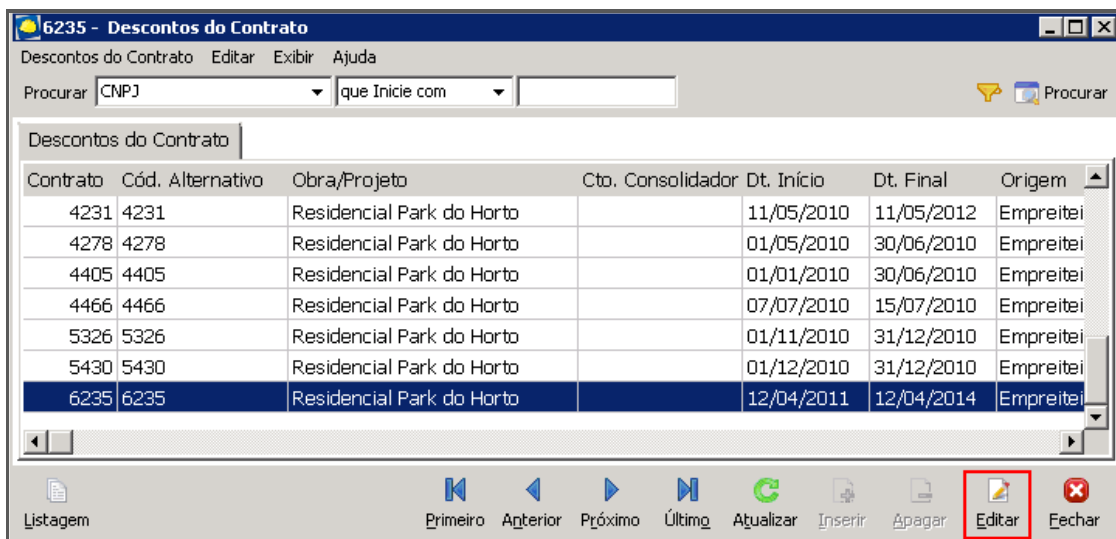 6235 - Descontos do Contrato
Descontos do Contrato Editar Exibir Ajuda
Procurar CNPJ que Inicie com Procurar
Descontos do Contrato
Contrato Cód. Alternativo Obra/Projeto Cto. Consolidador Dt. Início Dt. Final Origem
4231 4231 Residencial Park do Horto 11/05/2010 11/05/2012 Empreitei
4278 4278 Residencial Park do Horto 01/05/2010 30/06/2010 Empreitei
4405 4405 Residencial Park do Horto 01/01/2010 30/06/2010 Empreitei
4466 4466 Residencial Park do Horto 07/07/2010 15/07/2010 Empreitei
5326 5326 Residencial Park do Horto 01/11/2010 31/12/2010 Empreitei
5430 5430 Residencial Park do Horto 01/12/2010 31/12/2010 Empreitei
6235 6235 Residencial Park do Horto 12/04/2011 12/04/2014 Empreitei
Listagem Primeiro Anterior Próximo Último Atualizar Inserir Apagar Editar Fechar